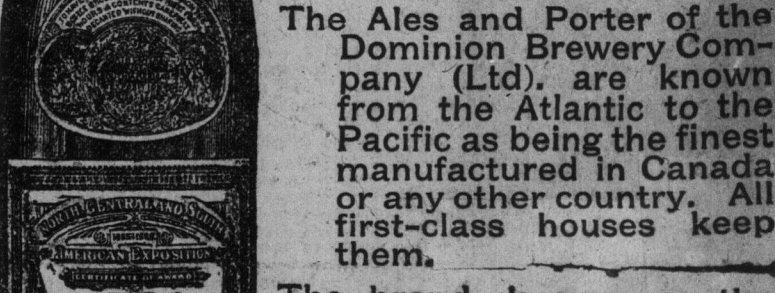 The Ales and Porter of the
Dominion Brewery Com-
pany (Ltd). are known
from the Atlantic to the
Pacific as being the finest
manufactured in Canada
or any other country. All
first-class houses keep
them.
NORTH CENTRAL AND SOUTH
AMERICAN EXPOSITION
CERTIFICATE OF AWARD